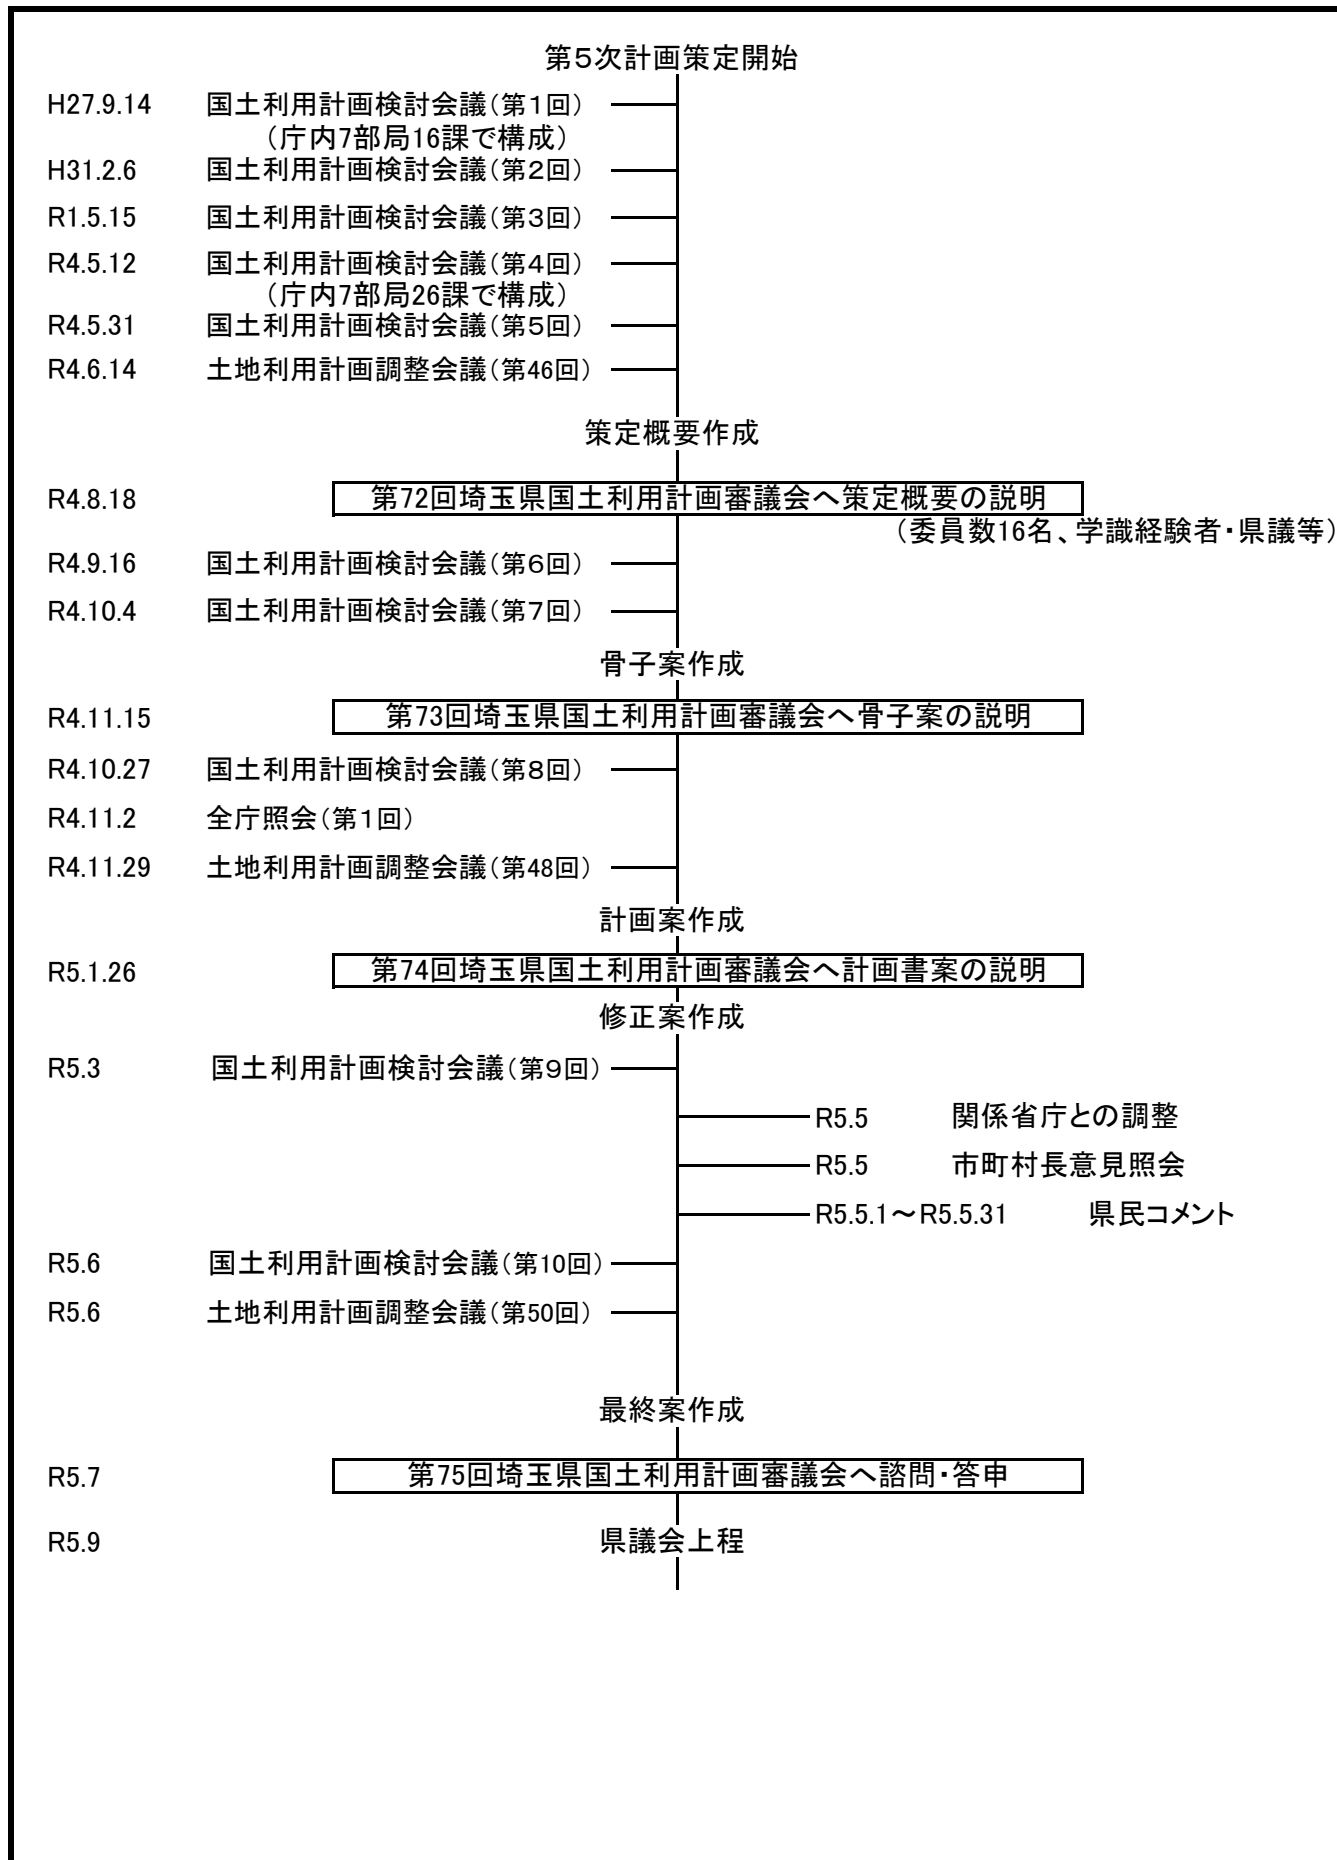 第5次計画策定開始
H27.9.14 国土利用計画検討会議(第1回)
(庁内7部局16課で構成)
H31.2.6 国土利用計画検討会議(第2回)
R1.5.15 国土利用計画検討会議(第3回)
R4.5.12 国土利用計画検討会議(第4回)
(庁内7部局26課で構成)
R4.5.31 国土利用計画検討会議(第5回)
R4.6.14 土地利用計画調整会議(第46回)
策定概要作成
R4.8.18 第72回埼玉県国土利用計画審議会へ策定概要の説明
(委員数16名、学識経験者・県議等)
R4.9.16 国土利用計画検討会議(第6回)
R4.10.4 国土利用計画検討会議(第7回)
骨子案作成
R4.11.15 第73回埼玉県国土利用計画審議会へ骨子案の説明
R4.10.27 国土利用計画検討会議(第8回)
R4.11.2 全庁照会(第1回)
R4.11.29 土地利用計画調整会議(第48回)
計画案作成
R5.1.26 第74回埼玉県国土利用計画審議会へ計画書案の説明
修正案作成
R5.3 国土利用計画検討会議(第9回)
R5.5 関係省庁との調整
R5.5 市町村長意見照会
R5.5.1～R5.5.31 県民コメント
R5.6 国土利用計画検討会議(第10回)
R5.6 土地利用計画調整会議(第50回)
最終案作成
R5.7 第75回埼玉県国土利用計画審議会へ諮問・答申
R5.9 県議会上程